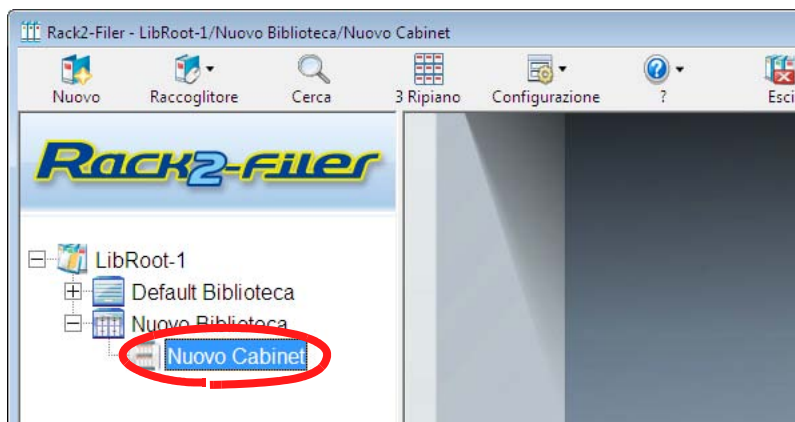 Rack2-Filer - LibRoot-1/Nuovo Biblioteca/Nuovo Cabinet
Nuovo Raccoglitore Cerca 3 Ripiano Configurazione ? Esci
Rack2-Filer
LibRoot-1
Default Biblioteca
Nuovo Biblioteca
Nuovo Cabinet